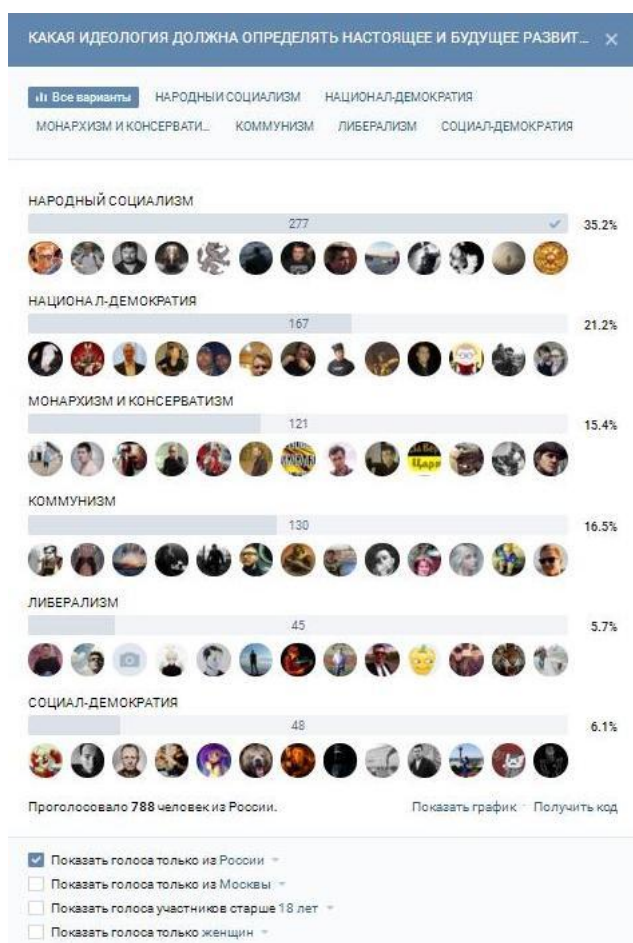 КАКАЯ ИДЕОЛОГИЯ ДОЛЖНА ОПРЕДЕЛЯТЬ НАСТОЯЩЕЕ И БУДУЩЕЕ РАЗВИТ...
Все варианты НАРОДНЫЙ СОЦИАЛИЗМ НАЦИОНАЛ-ДЕМОКРАТИЯ
МОНАРХИЗМ И КОНСЕРВАТИ... КОММУНИЗМ ЛИБЕРАЛИЗМ СОЦИАЛ-ДЕМОКРАТИЯ
НАРОДНЫЙ СОЦИАЛИЗМ
277 35.2%
НАЦИОНАЛ-ДЕМОКРАТИЯ
167 21.2%
МОНАРХИЗМ И КОНСЕРВАТИЗМ
121 15.4%
КОММУНИЗМ
130 16.5%
ЛИБЕРАЛИЗМ
45 5.7%
СОЦИАЛ-ДЕМОКРАТИЯ
48 6.1%
Проголосовало 788 человек из России. Показать график · Получить код
Показать голоса только из России
Показать голоса только из Москвы
Показать голоса участников старше 18 лет
Показать голоса только женщин